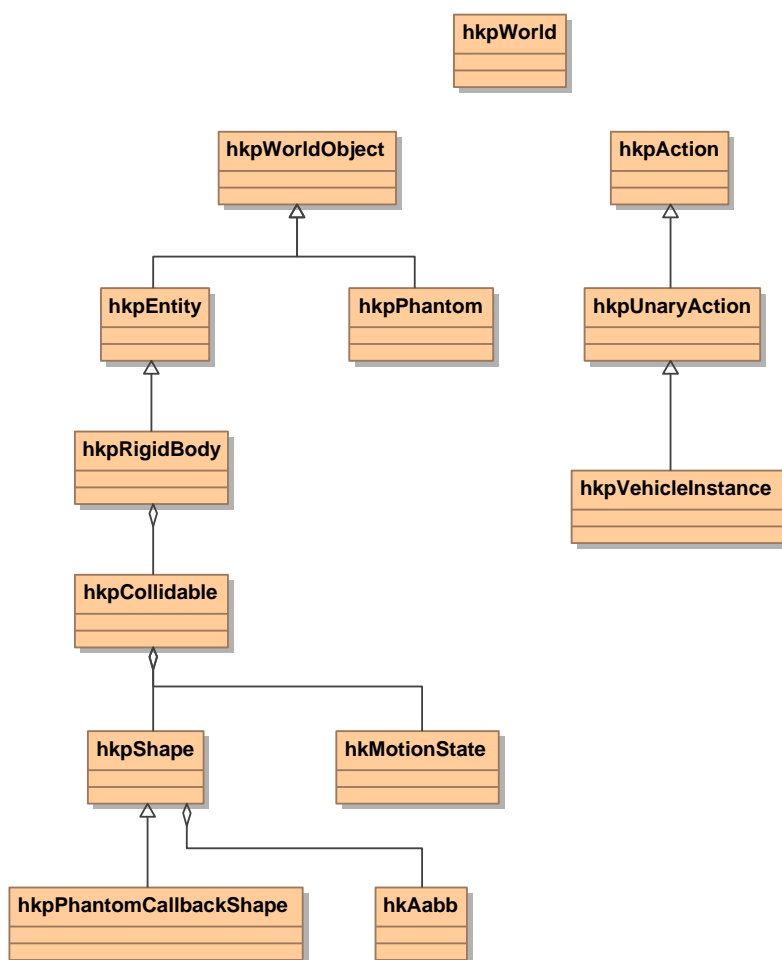 hkpWorld
hkpWorldObject
hkpAction
hkpEntity
hkpPhantom
hkpUnaryAction
hkpRigidBody
hkpVehicleInstance
hkpCollidable
hkpShape
hkMotionState
hkpPhantomCallbackShape
hkAabb